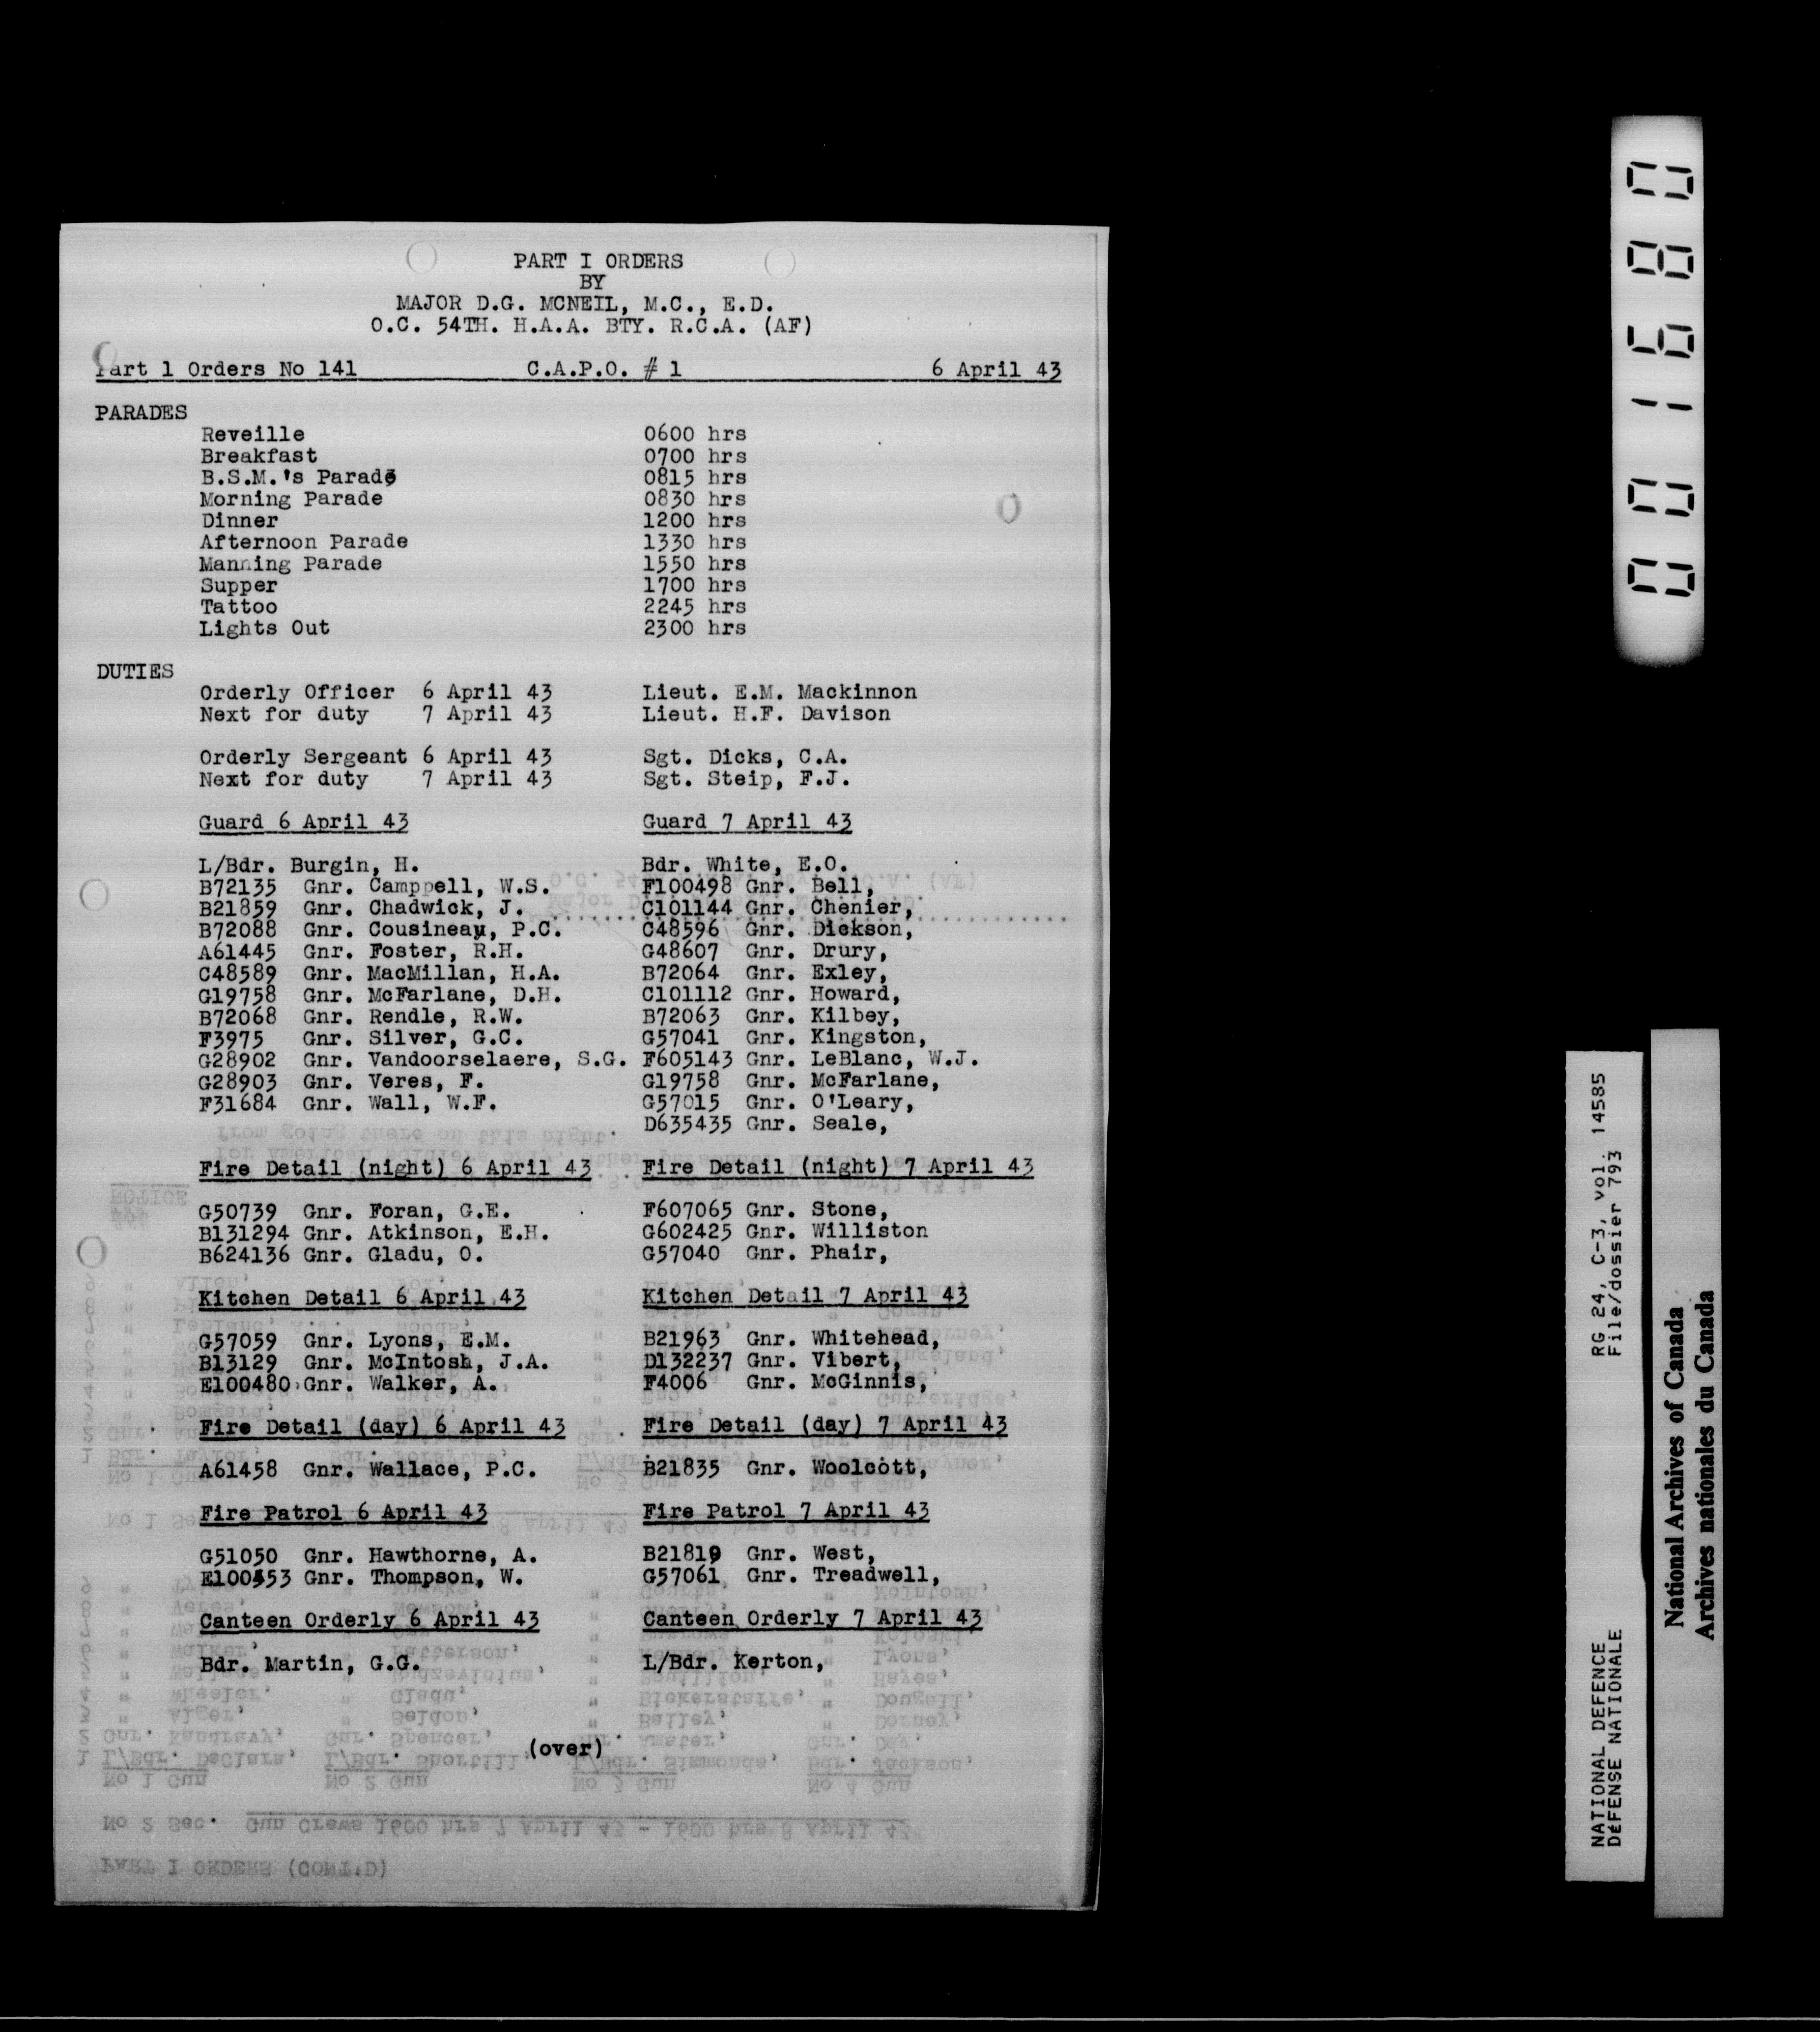 PART I ORDERS
BY
MAJOR D.G. MCNEIL, M.C., E.D.
O.C. 54TH. H.A.A. BTY. R.C.A. (AF)
Part 1 Orders No 141 C.A.P.O. # 1 6 April 43
PARADES
Reveille 0600 hrs
Breakfast 0700 hrs
B.S.M.'s Parade 0815 hrs
Morning Parade 0830 hrs
Dinner 1200 hrs
Afternoon Parade 1330 hrs
Manning Parade 1550 hrs
Supper 1700 hrs
Tattoo 2245 hrs
Lights Out 2300 hrs
DUTIES
Orderly Officer 6 April 43 Lieut. E.M. Mackinnon
Next for duty 7 April 43 Lieut. H.F. Davison
Orderly Sergeant 6 April 43 Sgt. Dicks, C.A.
Next for duty 7 April 43 Sgt. Steip, F.J.
Guard 6 April 43 Guard 7 April 43
L/Bdr. Burgin, H. Bdr. White, E.O.
B72135 Gnr. Camppell, W.S. F100498 Gnr. Bell,
B21859 Gnr. Chadwick, J. C101144 Gnr. Chenier,
B72088 Gnr. Cousineau, P.C. C48596 Gnr. Dickson,
A61445 Gnr. Foster, R.H. G48607 Gnr. Drury,
C48589 Gnr. MacMillan, H.A. B72064 Gnr. Exley,
G19758 Gnr. McFarlane, D.H. C101112 Gnr. Howard,
B72068 Gnr. Rendle, R.W. B72063 Gnr. Kilbey,
F3975 Gnr. Silver, G.C. G57041 Gnr. Kingston,
G28902 Gnr. Vandoorselaere, S.G. F605143 Gnr. LeBlanc, W.J.
G28903 Gnr. Veres, F. G19758 Gnr. McFarlane,
F31684 Gnr. Wall, W.F. G57015 Gnr. O'Leary,
D635435 Gnr. Seale,
Fire Detail (night) 6 April 43 Fire Detail (night) 7 April 43
G50739 Gnr. Foran, G.E. F607065 Gnr. Stone,
B131294 Gnr. Atkinson, E.H. G602425 Gnr. Williston
B624136 Gnr. Gladu, O. G57040 Gnr. Phair,
Kitchen Detail 6 April 43 Kitchen Detail 7 April 43
G57059 Gnr. Lyons, E.M. B21963 Gnr. Whitehead,
B13129 Gnr. McIntosh, J.A. D132237 Gnr. Vibert,
E100480 Gnr. Walker, A. F4006 Gnr. McGinnis,
Fire Detail (day) 6 April 43 Fire Detail (day) 7 April 43
A61458 Gnr. Wallace, P.C. B21835 Gnr. Woolcott,
Fire Patrol 6 April 43 Fire Patrol 7 April 43
G51050 Gnr. Hawthorne, A. B21819 Gnr. West,
Gnr. Thompson, W. G57061 Gnr. Treadwell,
Canteen Orderly 6 April 43 Canteen Orderly 7 April 43
Bdr. Martin, G.G. L/Bdr. Kerton,
(over)
001680
RG 24, C-3, vol. 14585
File/dossier 793
NATIONAL DEFENCE
DEFENSE NATIONALE
National Archives of Canada
Archives nationales du Canada